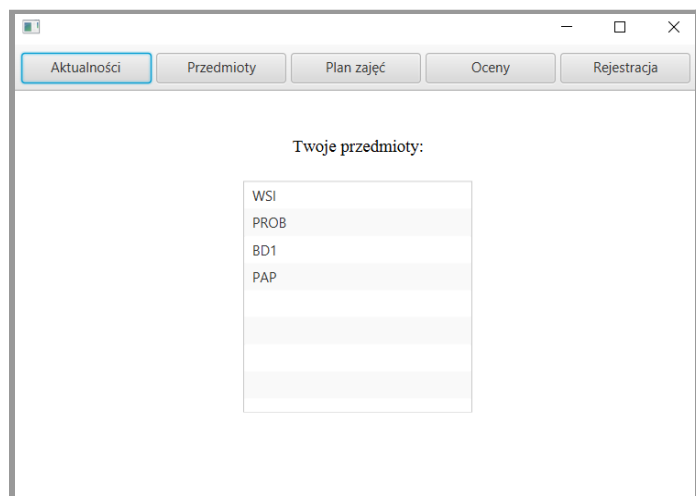 Aktualności Przedmioty Plan zajęć Oceny Rejestracja
Twoje przedmioty:
WSI
PROB
BD1
PAP